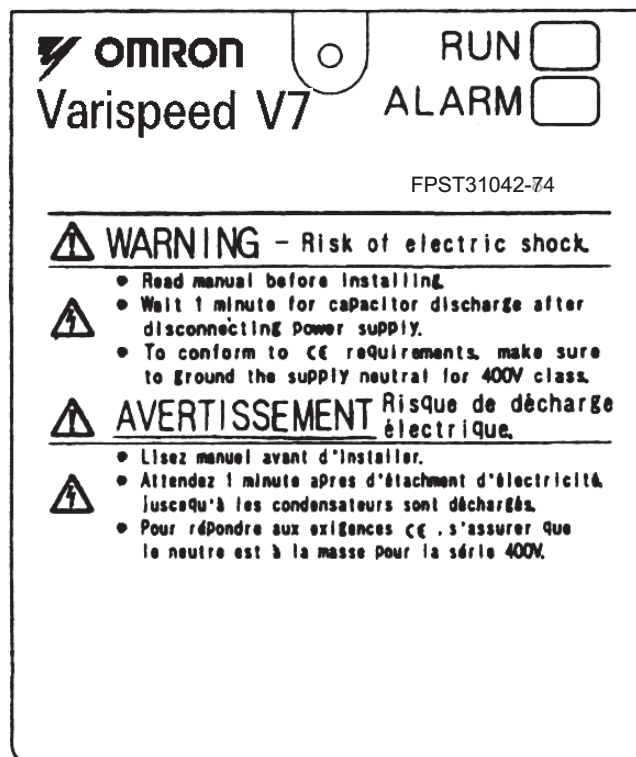 OMRON
RUN
Varispeed V7
ALARM
FPST31042-74
WARNING - Risk of electric shock.
• Read manual before installing.
• Wait 1 minute for capacitor discharge after
disconnecting power supply.
• To conform to CE requirements, make sure
to ground the supply neutral for 400V class.
AVERTISSEMENT Risque de décharge
électrique.
• Lisez manuel avant d'installer.
• Attendez 1 minute apres d'étachment d'électricité,
juscqu'à les condensateurs sont déchargés.
• Pour répondre aux exigences CE, s'assurer que
le neutre est à la masse pour la série 400V.